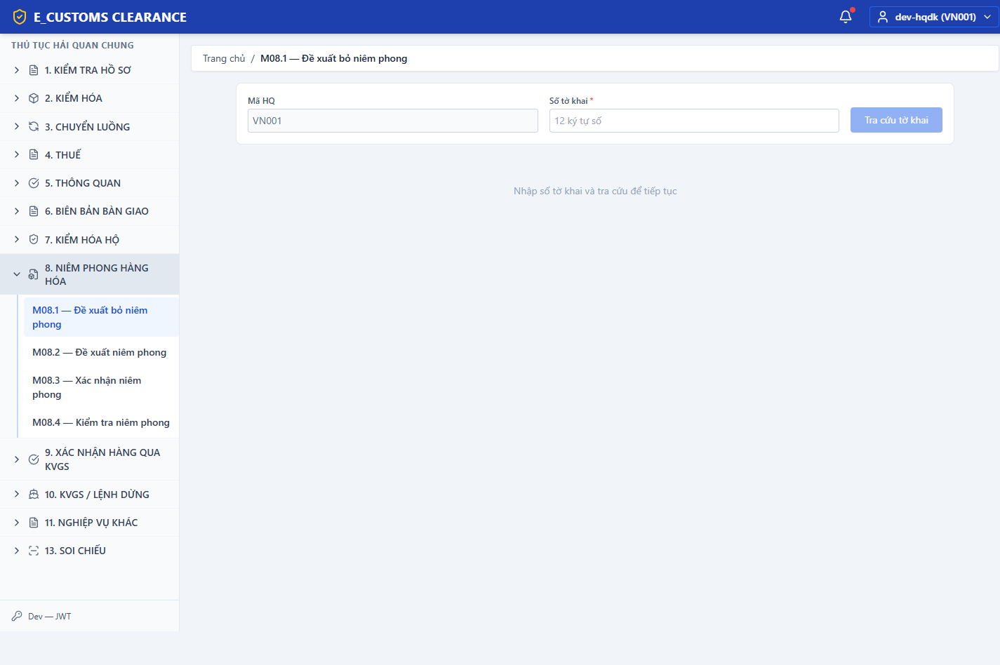 E_CUSTOMS CLEARANCE
dev-hqdk (VN001)
THỦ TỤC HẢI QUAN CHUNG
1. KIỂM TRA HỒ SƠ
2. KIỂM HÓA
3. CHUYỂN LUỒNG
4. THUẾ
5. THÔNG QUAN
6. BIÊN BẢN BÀN GIAO
7. KIỂM HÓA HỘ
8. NIÊM PHONG HÀNG
HÓA
M08.1 — Đề xuất bỏ niêm
phong
M08.2 — Đề xuất niêm phong
M08.3 — Xác nhận niêm
phong
M08.4 — Kiểm tra niêm phong
9. XÁC NHẬN HÀNG QUA
KVGS
10. KVGS / LỆNH DỪNG
11. NGHIỆP VỤ KHÁC
13. SOI CHIẾU
Dev — JWT
Trang chủ / M08.1 — Đề xuất bỏ niêm phong
Mã HQ
VN001
Số tờ khai *
12 ký tự số
Tra cứu tờ khai
Nhập số tờ khai và tra cứu để tiếp tục